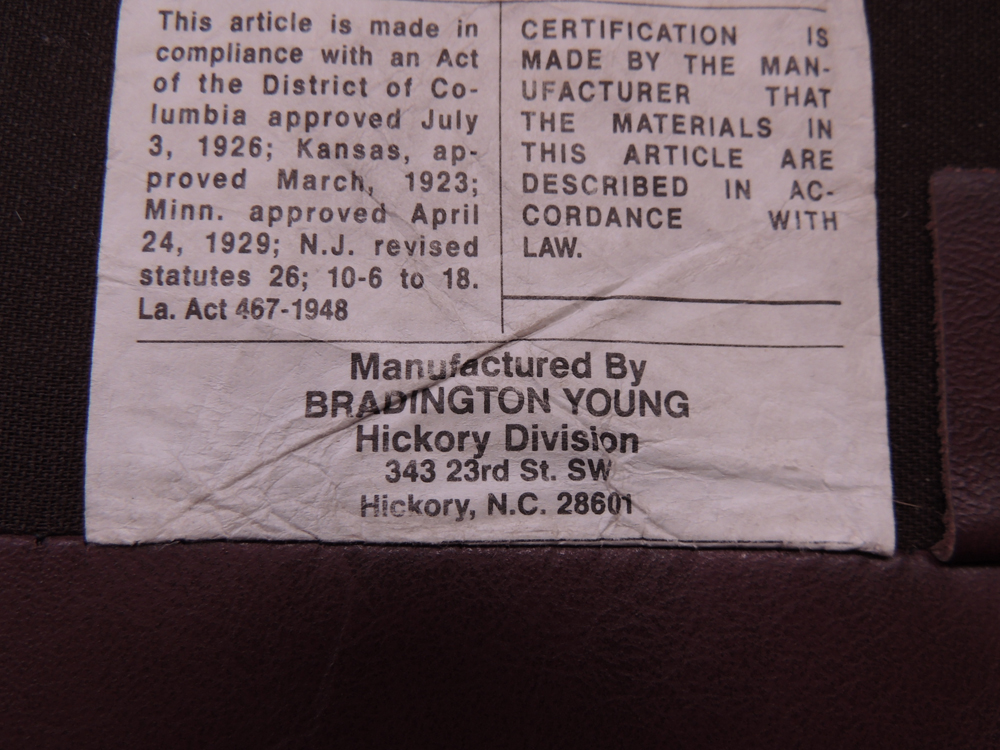 This article is made in
compliance with an Act
of the District of Co-
lumbia approved July
3, 1926; Kansas, ap-
proved March, 1923;
Minn. approved April
24, 1929; N.J. revised
statutes 26; 10-6 to 18.
La. Act 467-1948
CERTIFICATION IS
MADE BY THE MAN-
UFACTURER THAT
THE MATERIALS IN
THIS ARTICLE ARE
DESCRIBED IN AC-
CORDANCE WITH
LAW.
Manufactured By
BRADINGTON YOUNG
Hickory Division
343 23rd St. SW
Hickory, N.C. 28601